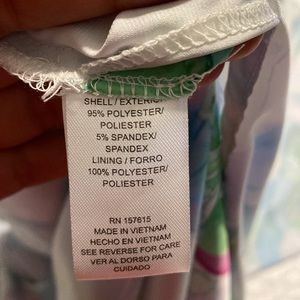 SHELL / EXTERIOR
95% POLYESTER/
POLIESTER
5% SPANDEX/
SPANDEX
LINING / FORRO
100% POLYESTER/
POLIESTER
RN 157615
MADE IN VIETNAM
HECHO EN VIETNAM
SEE REVERSE FOR CARE
VER AL DORSO PARA
CUIDADO